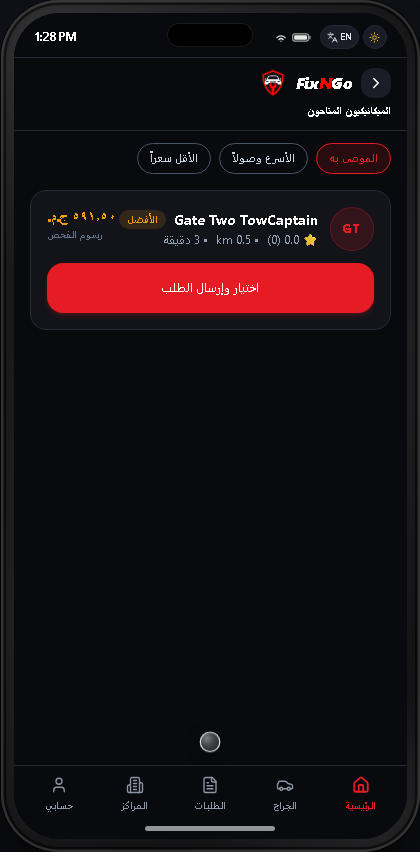 1:28 PM
EN
FixNGo
الميكانيكيون المتاحون
الموصى به
الأسرع وصولاً
الأقل سعراً
GT
Gate Two TowCaptain
الأفضل
٥٩١٫٥٠ ج.م.
0.0 (0) • 0.5 km • 3 دقيقة
رسوم الفحص
اختيار وإرسال الطلب
الرئيسية
الجراج
الطلبات
المراكز
حسابي